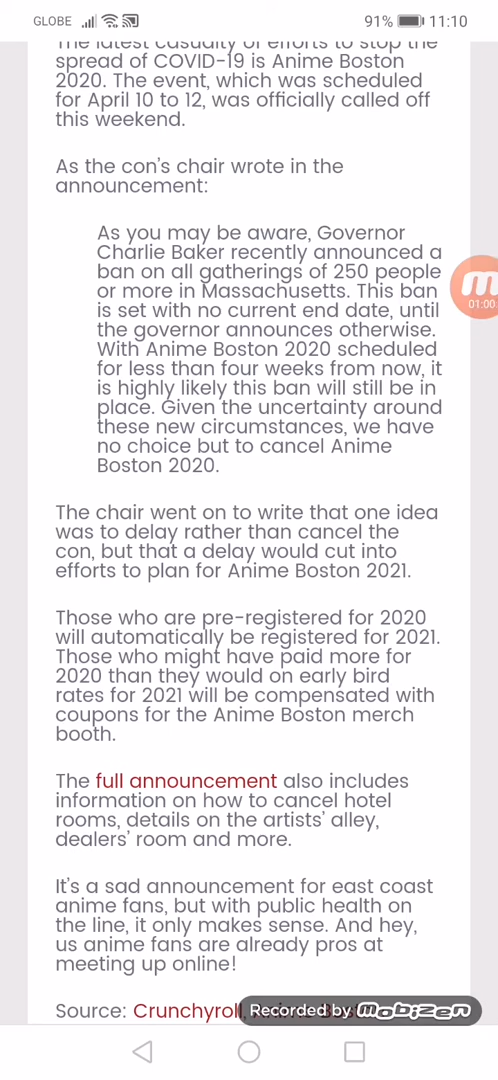 GLOBE 91% 11:10
The latest casualty of efforts to stop the
spread of COVID-19 is Anime Boston
2020. The event, which was scheduled
for April 10 to 12, was officially called off
this weekend.
As the con's chair wrote in the
announcement:
As you may be aware, Governor
Charlie Baker recently announced a
ban on all gatherings of 250 people
or more in Massachusetts. This ban
is set with no current end date, until
the governor announces otherwise.
With Anime Boston 2020 scheduled
for less than four weeks from now, it
is highly likely this ban will still be in
place. Given the uncertainty around
these new circumstances, we have
no choice but to cancel Anime
Boston 2020.
01:00
The chair went on to write that one idea
was to delay rather than cancel the
con, but that a delay would cut into
efforts to plan for Anime Boston 2021.
Those who are pre-registered for 2020
will automatically be registered for 2021.
Those who might have paid more for
2020 than they would on early bird
rates for 2021 will be compensated with
coupons for the Anime Boston merch
booth.
The full announcement also includes
information on how to cancel hotel
rooms, details on the artists' alley,
dealers' room and more.
It's a sad announcement for east coast
anime fans, but with public health on
the line, it only makes sense. And hey,
us anime fans are already pros at
meeting up online!
Source: Crunchyroll,
Recorded by Mobizen